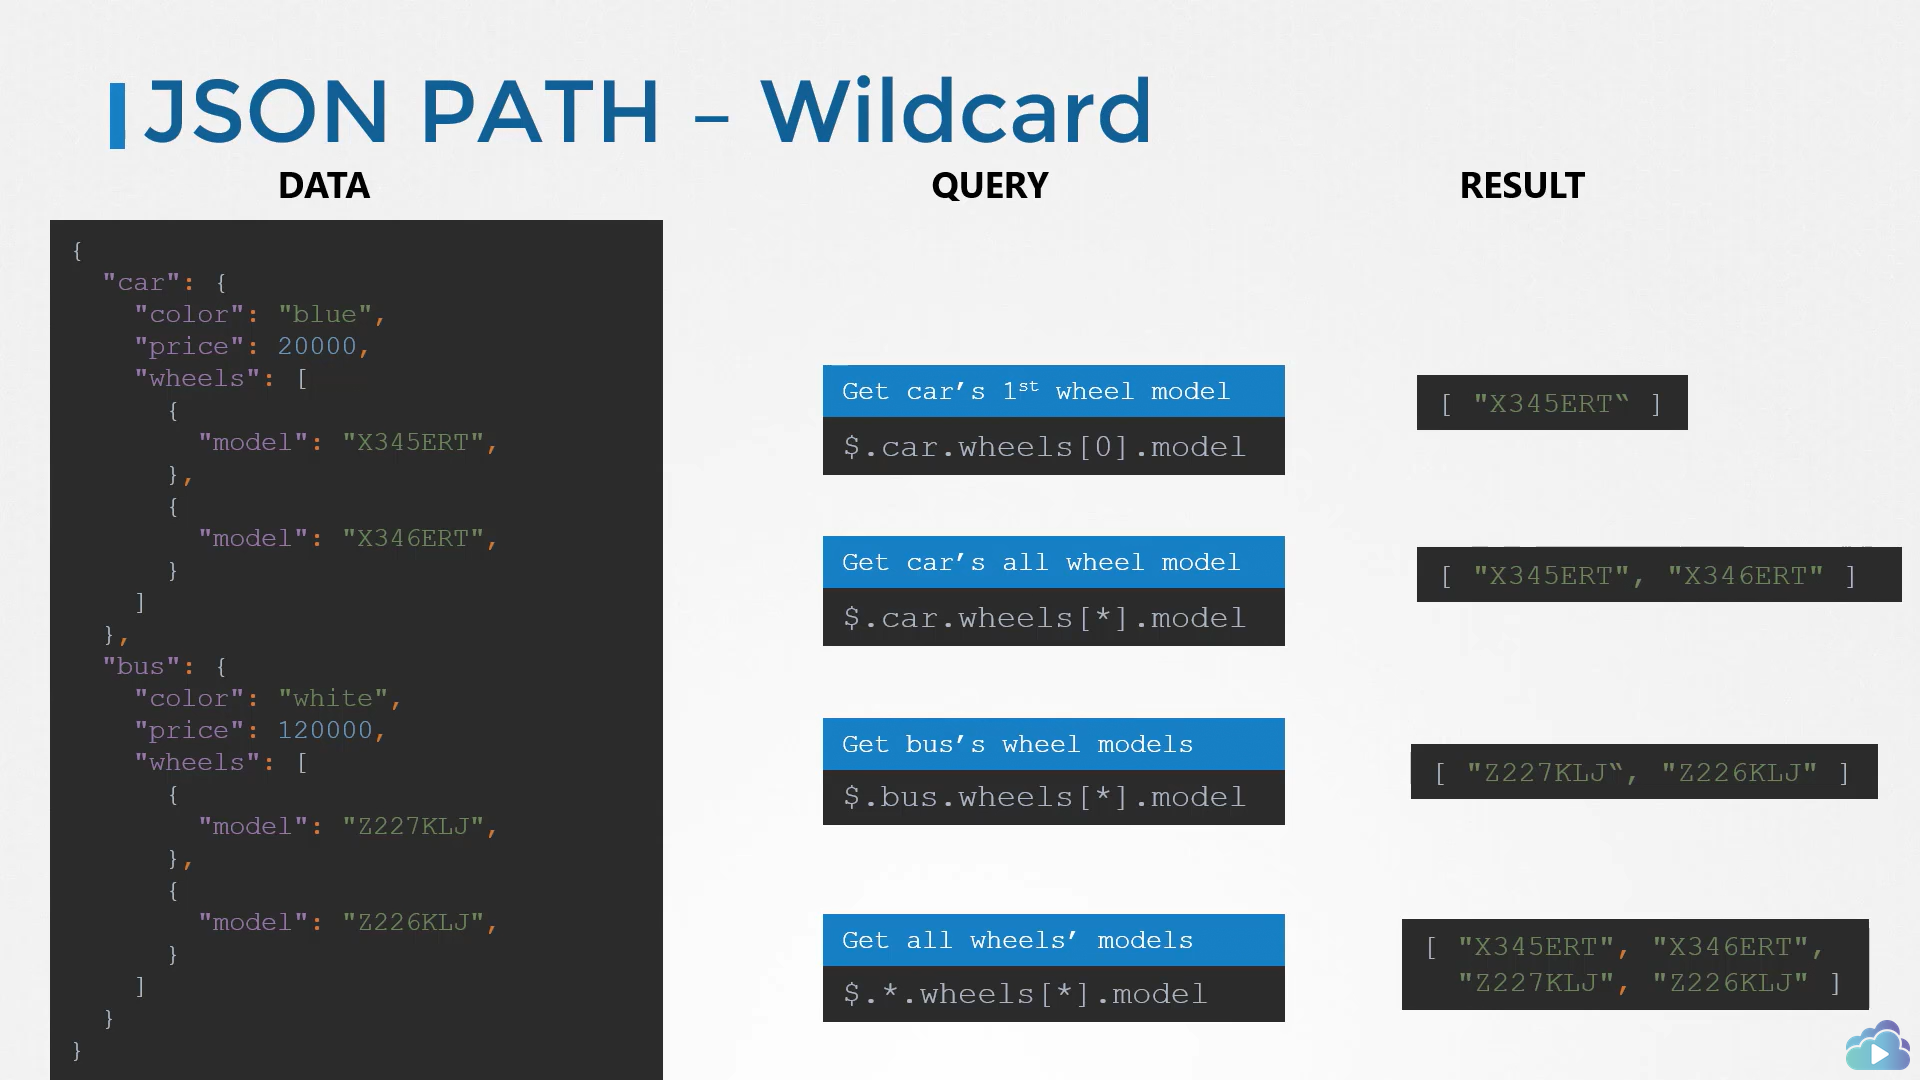 JSON PATH – Wildcard
DATA
QUERY
RESULT
{
"car": {
"color": "blue",
"price": 20000,
"wheels": [
{
"model": "X345ERT",
},
{
"model": "X346ERT",
}
]
},
"bus": {
"color": "white",
"price": 120000,
"wheels": [
{
"model": "Z227KLJ",
},
{
"model": "Z226KLJ",
}
]
}
}
Get car’s 1st wheel model
$.car.wheels[0].model
[ "X345ERT“ ]
Get car’s all wheel model
$.car.wheels[*].model
[ "X345ERT", "X346ERT" ]
Get bus’s wheel models
$.bus.wheels[*].model
[ "Z227KLJ“, "Z226KLJ" ]
Get all wheels’ models
$.*.wheels[*].model
[ "X345ERT", "X346ERT",
"Z227KLJ", "Z226KLJ" ]